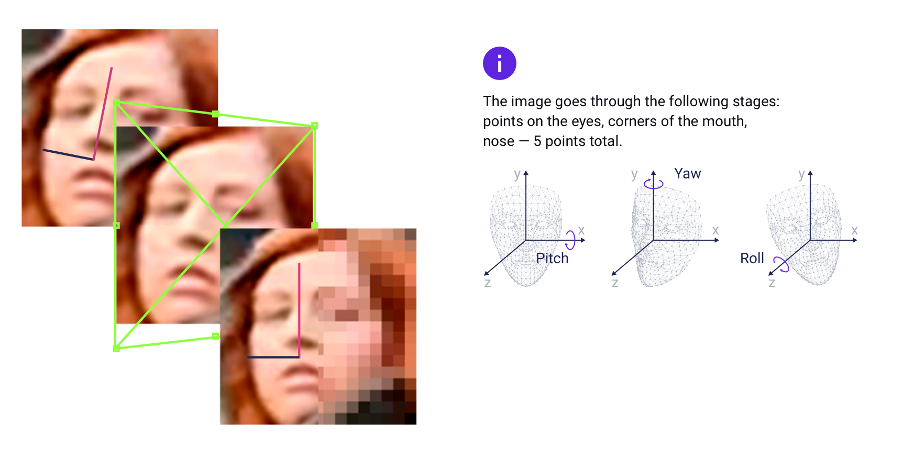 i
The image goes through the following stages:
points on the eyes, corners of the mouth,
nose — 5 points total.
y
x
z
Pitch
y
x
z
Yaw
y
x
z
Roll